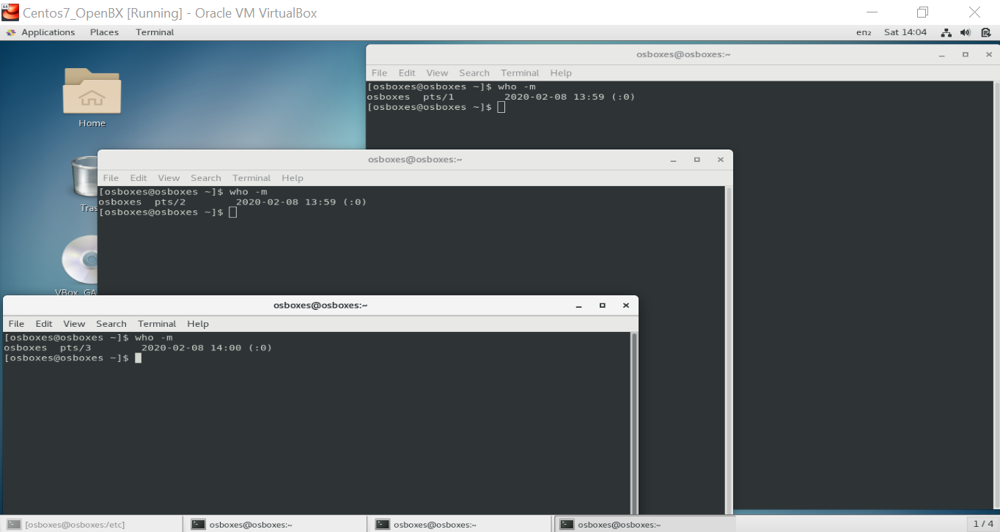 64
Centos7_OpenBX [Running] - Oracle VM VirtualBox
Applications Places Terminal en₂ Sat 14:04
osboxes@osboxes:~
File Edit View Search Terminal Help
[osboxes@osboxes ~]$ who -m
osboxes pts/1 2020-02-08 13:59 (:0)
[osboxes@osboxes ~]$
Home
osboxes@osboxes:~
File Edit View Search Terminal Help
[osboxes@osboxes ~]$ who -m
osboxes pts/2 2020-02-08 13:59 (:0)
[osboxes@osboxes ~]$
Tras
VBox_GA
osboxes@osboxes:~
File Edit View Search Terminal Help
[osboxes@osboxes ~]$ who -m
osboxes pts/3 2020-02-08 14:00 (:0)
[osboxes@osboxes ~]$
[osboxes@osboxes:/etc] osboxes@osboxes:~ osboxes@osboxes:~ osboxes@osboxes:~ 1 / 4